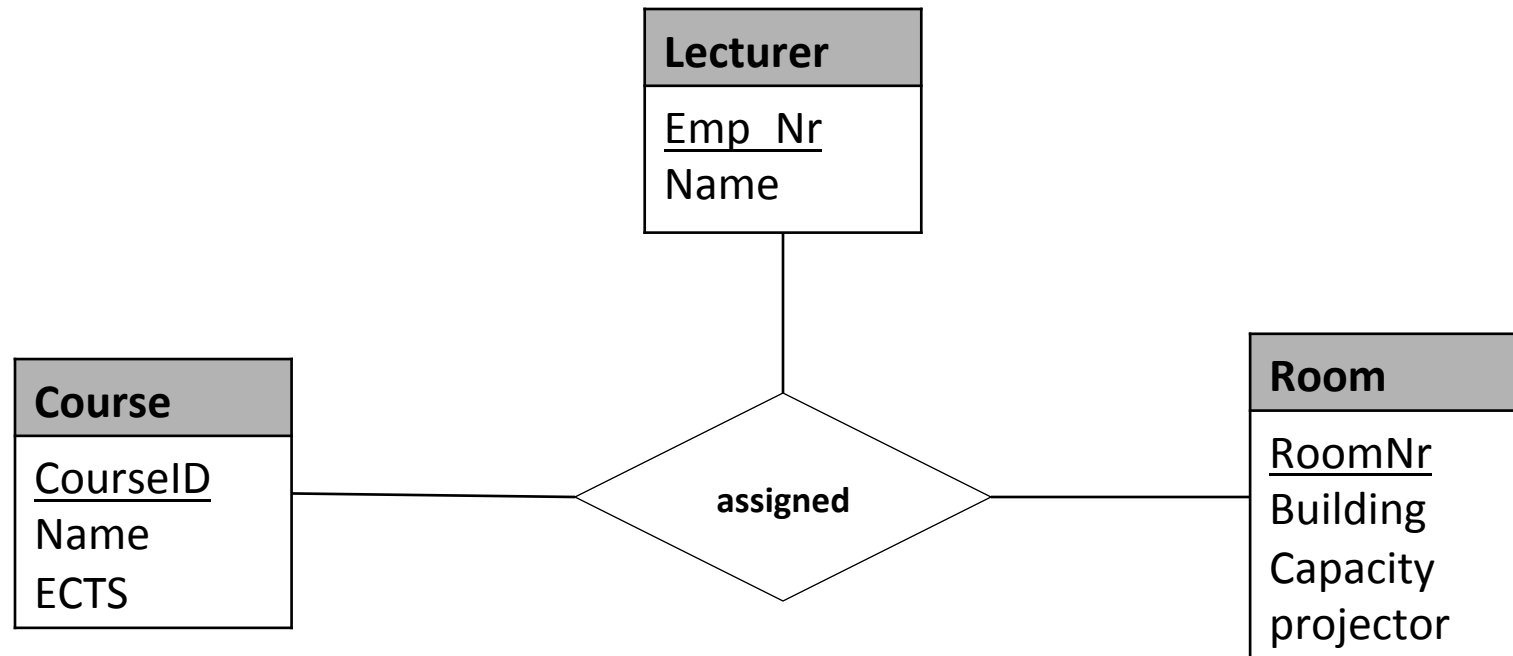 Lecturer
Emp_Nr
Name
Course
CourseID
Name
ECTS
assigned
Room
RoomNr
Building
Capacity
projector